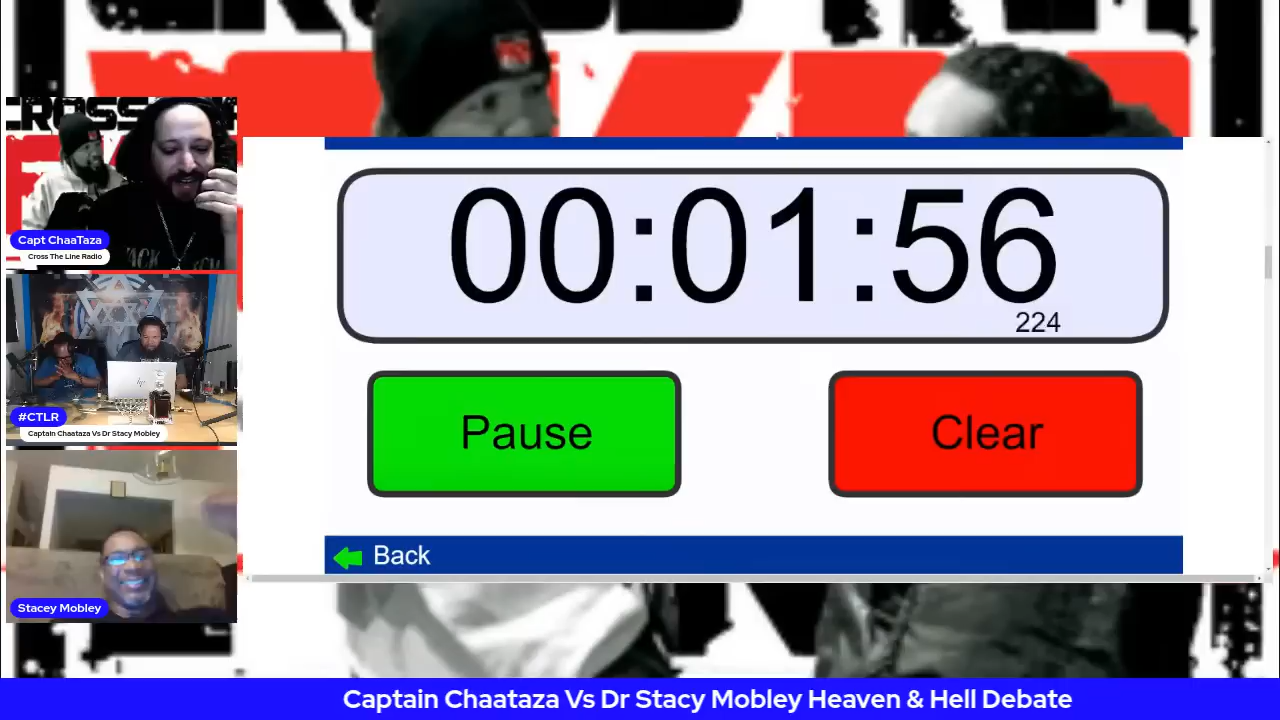 CROSS
Capt ChaaTaza
Cross The Line Radio
#CTLR
Captain Chaataza Vs Dr Stacy Mobley
Stacey Mobley
00:01:56
224
Pause
Clear
Back
Captain Chaataza Vs Dr Stacy Mobley Heaven & Hell Debate